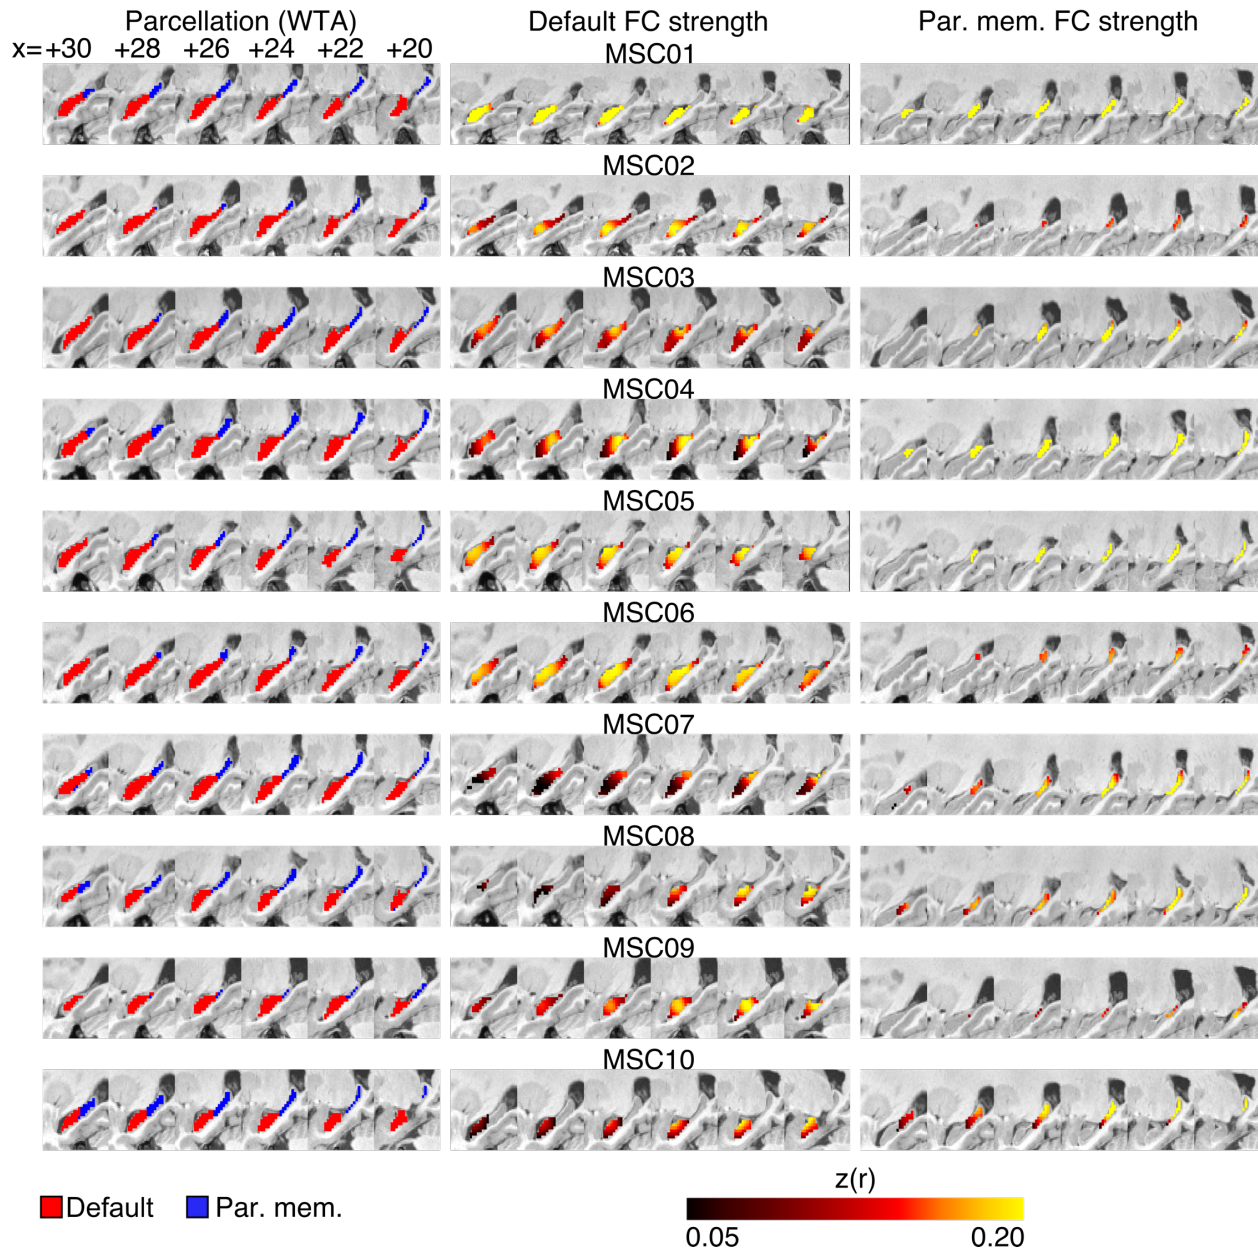 Parcellation (WTA) Default FC strength Par. mem. FC strength
x= +30 +28 +26 +24 +22 +20 MSC01
MSC02
MSC03
MSC04
MSC05
MSC06
MSC07
MSC08
MSC09
MSC10
z(r)
Default Par. mem.
0.05 0.20